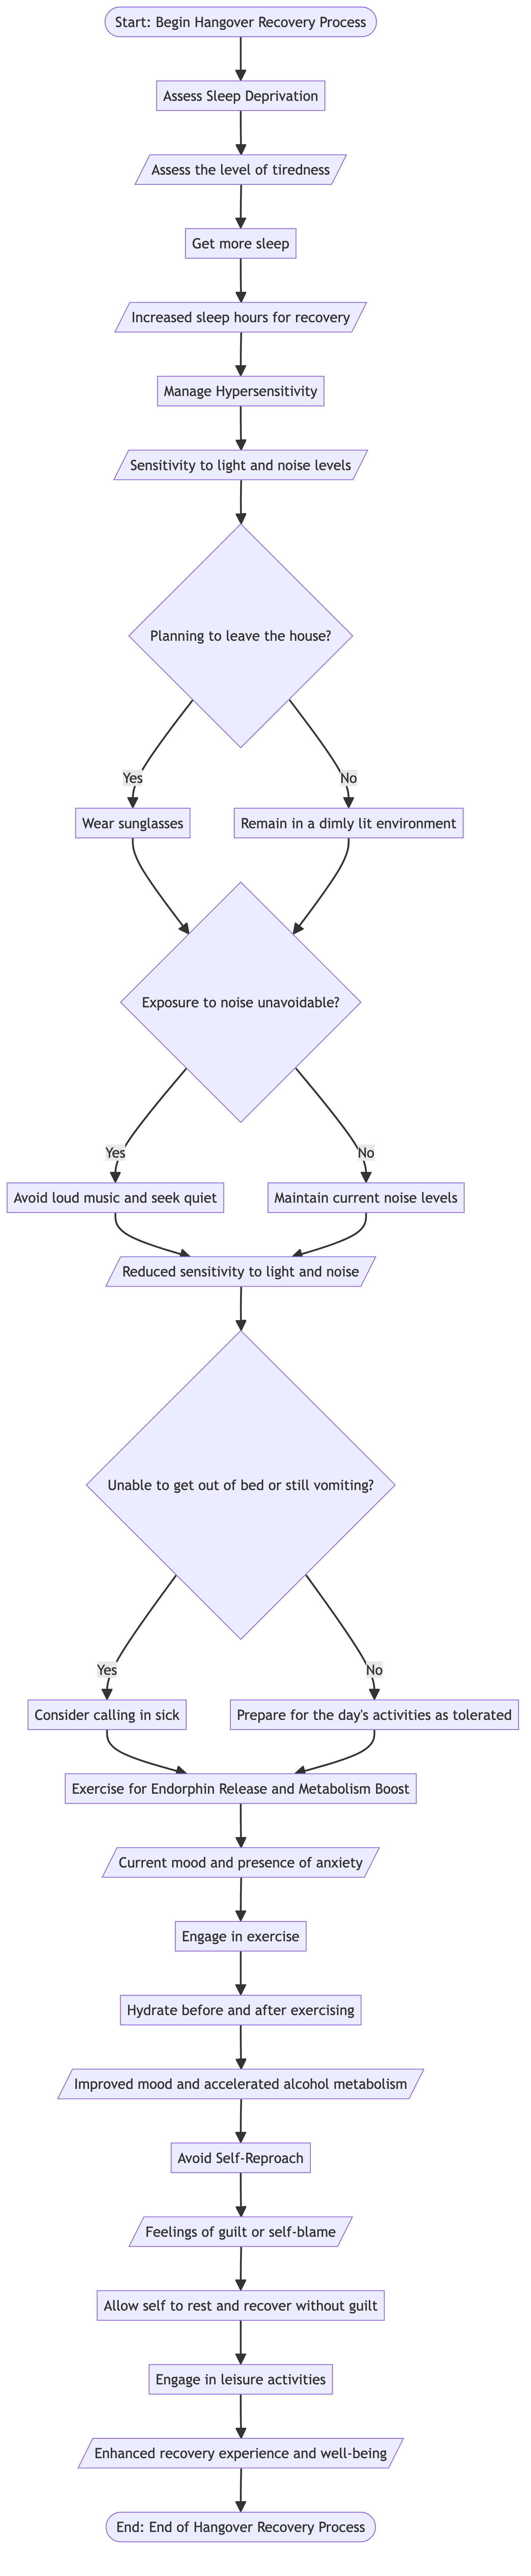 Start: Begin Hangover Recovery Process
Assess Sleep Deprivation
Assess the level of tiredness
Get more sleep
Increased sleep hours for recovery
Manage Hypersensitivity
Sensitivity to light and noise levels
Planning to leave the house?
Yes
No
Wear sunglasses
Remain in a dimly lit environment
Exposure to noise unavoidable?
Yes
No
Avoid loud music and seek quiet
Maintain current noise levels
Reduced sensitivity to light and noise
Unable to get out of bed or still vomiting?
Yes
No
Consider calling in sick
Prepare for the day's activities as tolerated
Exercise for Endorphin Release and Metabolism Boost
Current mood and presence of anxiety
Engage in exercise
Hydrate before and after exercising
Improved mood and accelerated alcohol metabolism
Avoid Self-Reproach
Feelings of guilt or self-blame
Allow self to rest and recover without guilt
Engage in leisure activities
Enhanced recovery experience and well-being
End: End of Hangover Recovery Process